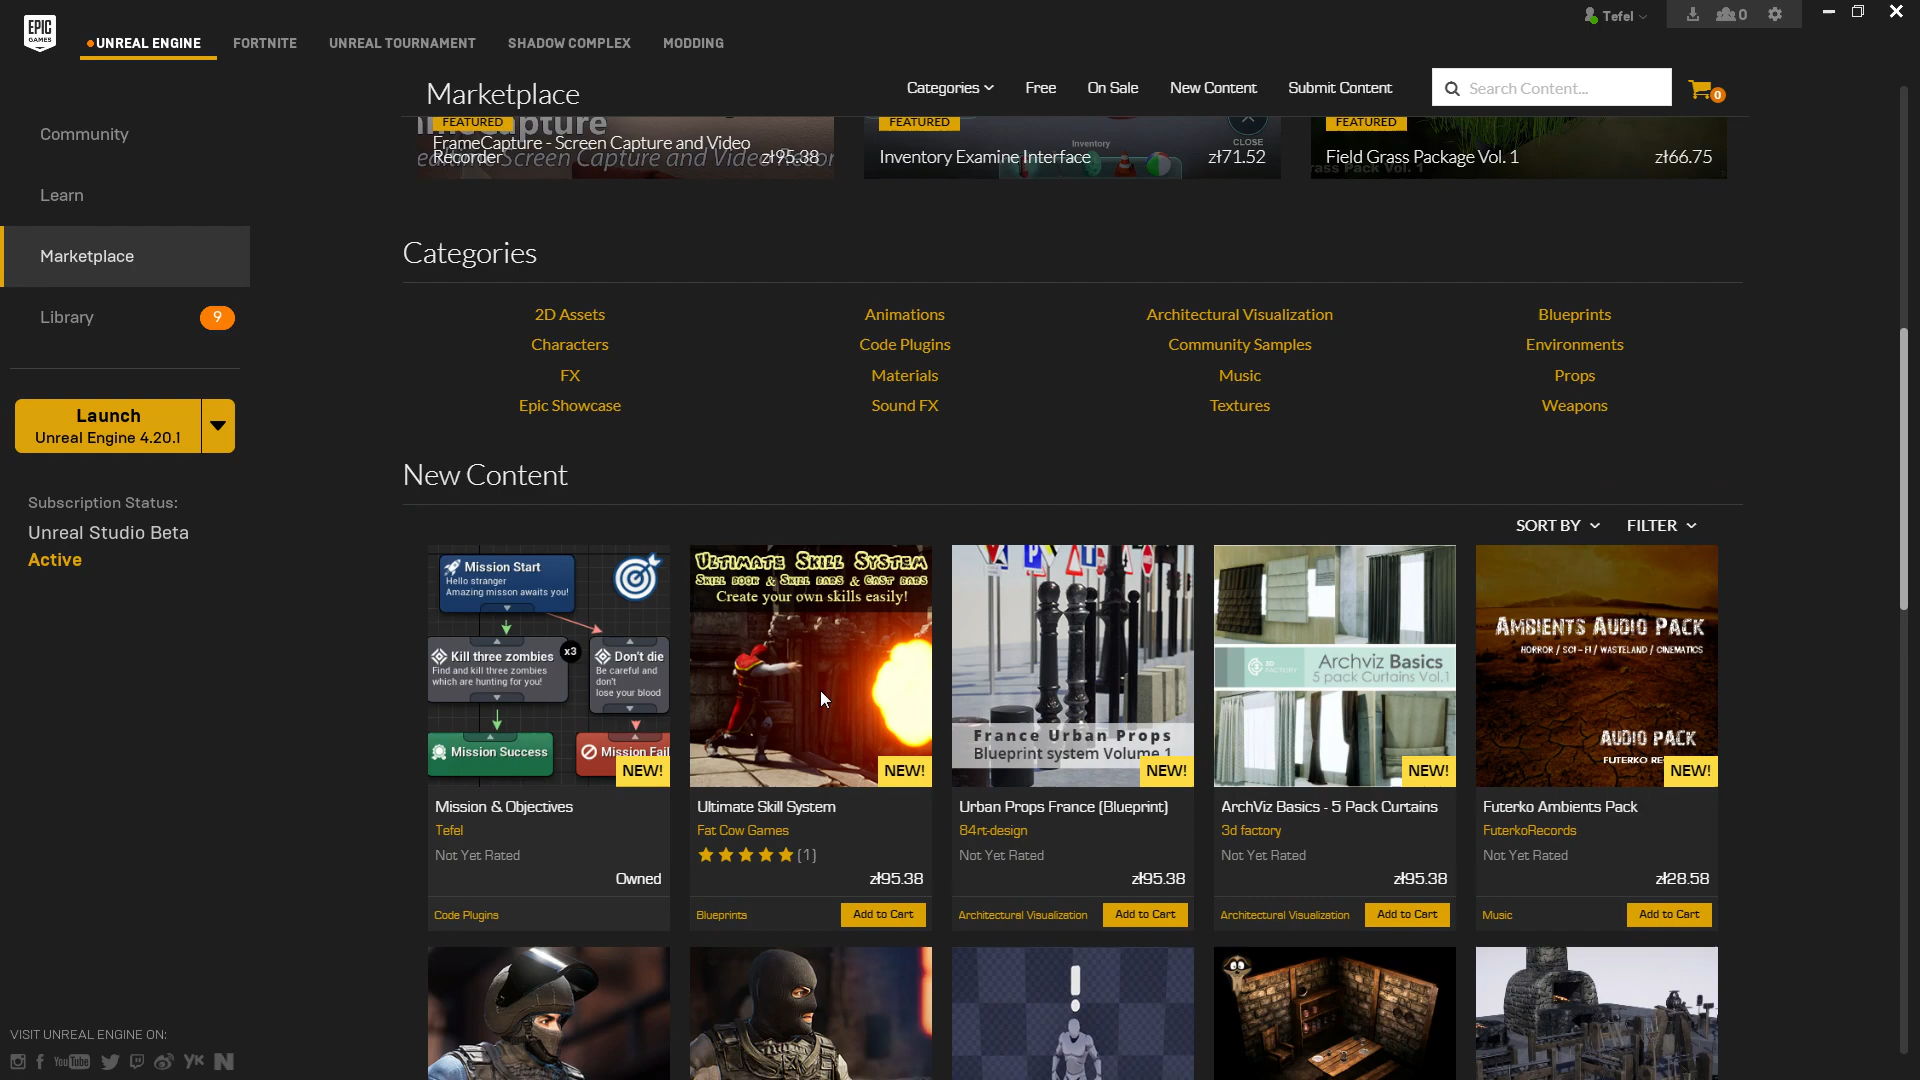 EPIC
GAMES
UNREAL ENGINE
FORTNITE
UNREAL TOURNAMENT
SHADOW COMPLEX
MODDING
Tefel
0
Community
Learn
Marketplace
Library
9
Launch
Unreal Engine 4.20.1
Subscription Status:
Unreal Studio Beta
Active
VISIT UNREAL ENGINE ON:
You Tube
Marketplace
Categories
Free
On Sale
New Content
Submit Content
Search Content...
0
FEATURED
FrameCapture - Screen Capture and Video
Recorder
zł95.38
FEATURED
Inventory
CLOSE
Inventory Examine Interface
zł71.52
FEATURED
Field Grass Package Vol. 1
zł66.75
Categories
2D Assets
Animations
Architectural Visualization
Blueprints
Characters
Code Plugins
Community Samples
Environments
FX
Materials
Music
Props
Epic Showcase
Sound FX
Textures
Weapons
New Content
SORT BY
FILTER
Mission Start
Hello stranger
Amazing misson awaits you!
Kill three zombies
x3
Find and kill three zombies
which are hunting for you!
Don't die
Be careful and
don't
lose your blood
Mission Success
Mission Fail
NEW!
Mission & Objectives
Tefel
Not Yet Rated
Owned
Code Plugins
ULTIMATE SKILL SYSTEM
SKILL BOOK & SKILL BARS & CAST BARS
Create your own skills easily!
NEW!
Ultimate Skill System
Fat Cow Games
(1)
zł95.38
Blueprints
Add to Cart
France Urban Props
Blueprint system Volume 1
NEW!
Urban Props France (Blueprint)
84rt-design
Not Yet Rated
zł95.38
Architectural Visualization
Add to Cart
3D FACTORY
Archviz Basics
5 pack Curtains Vol.1
NEW!
ArchViz Basics - 5 Pack Curtains
3d factory
Not Yet Rated
zł95.38
Architectural Visualization
Add to Cart
AMBIENTS AUDIO PACK
HORROR / SCI-FI / WASTELAND / CINEMATICS
AUDIO PACK
NEW!
Futerko Ambients Pack
FuterkoRecords
Not Yet Rated
zł28.58
Music
Add to Cart